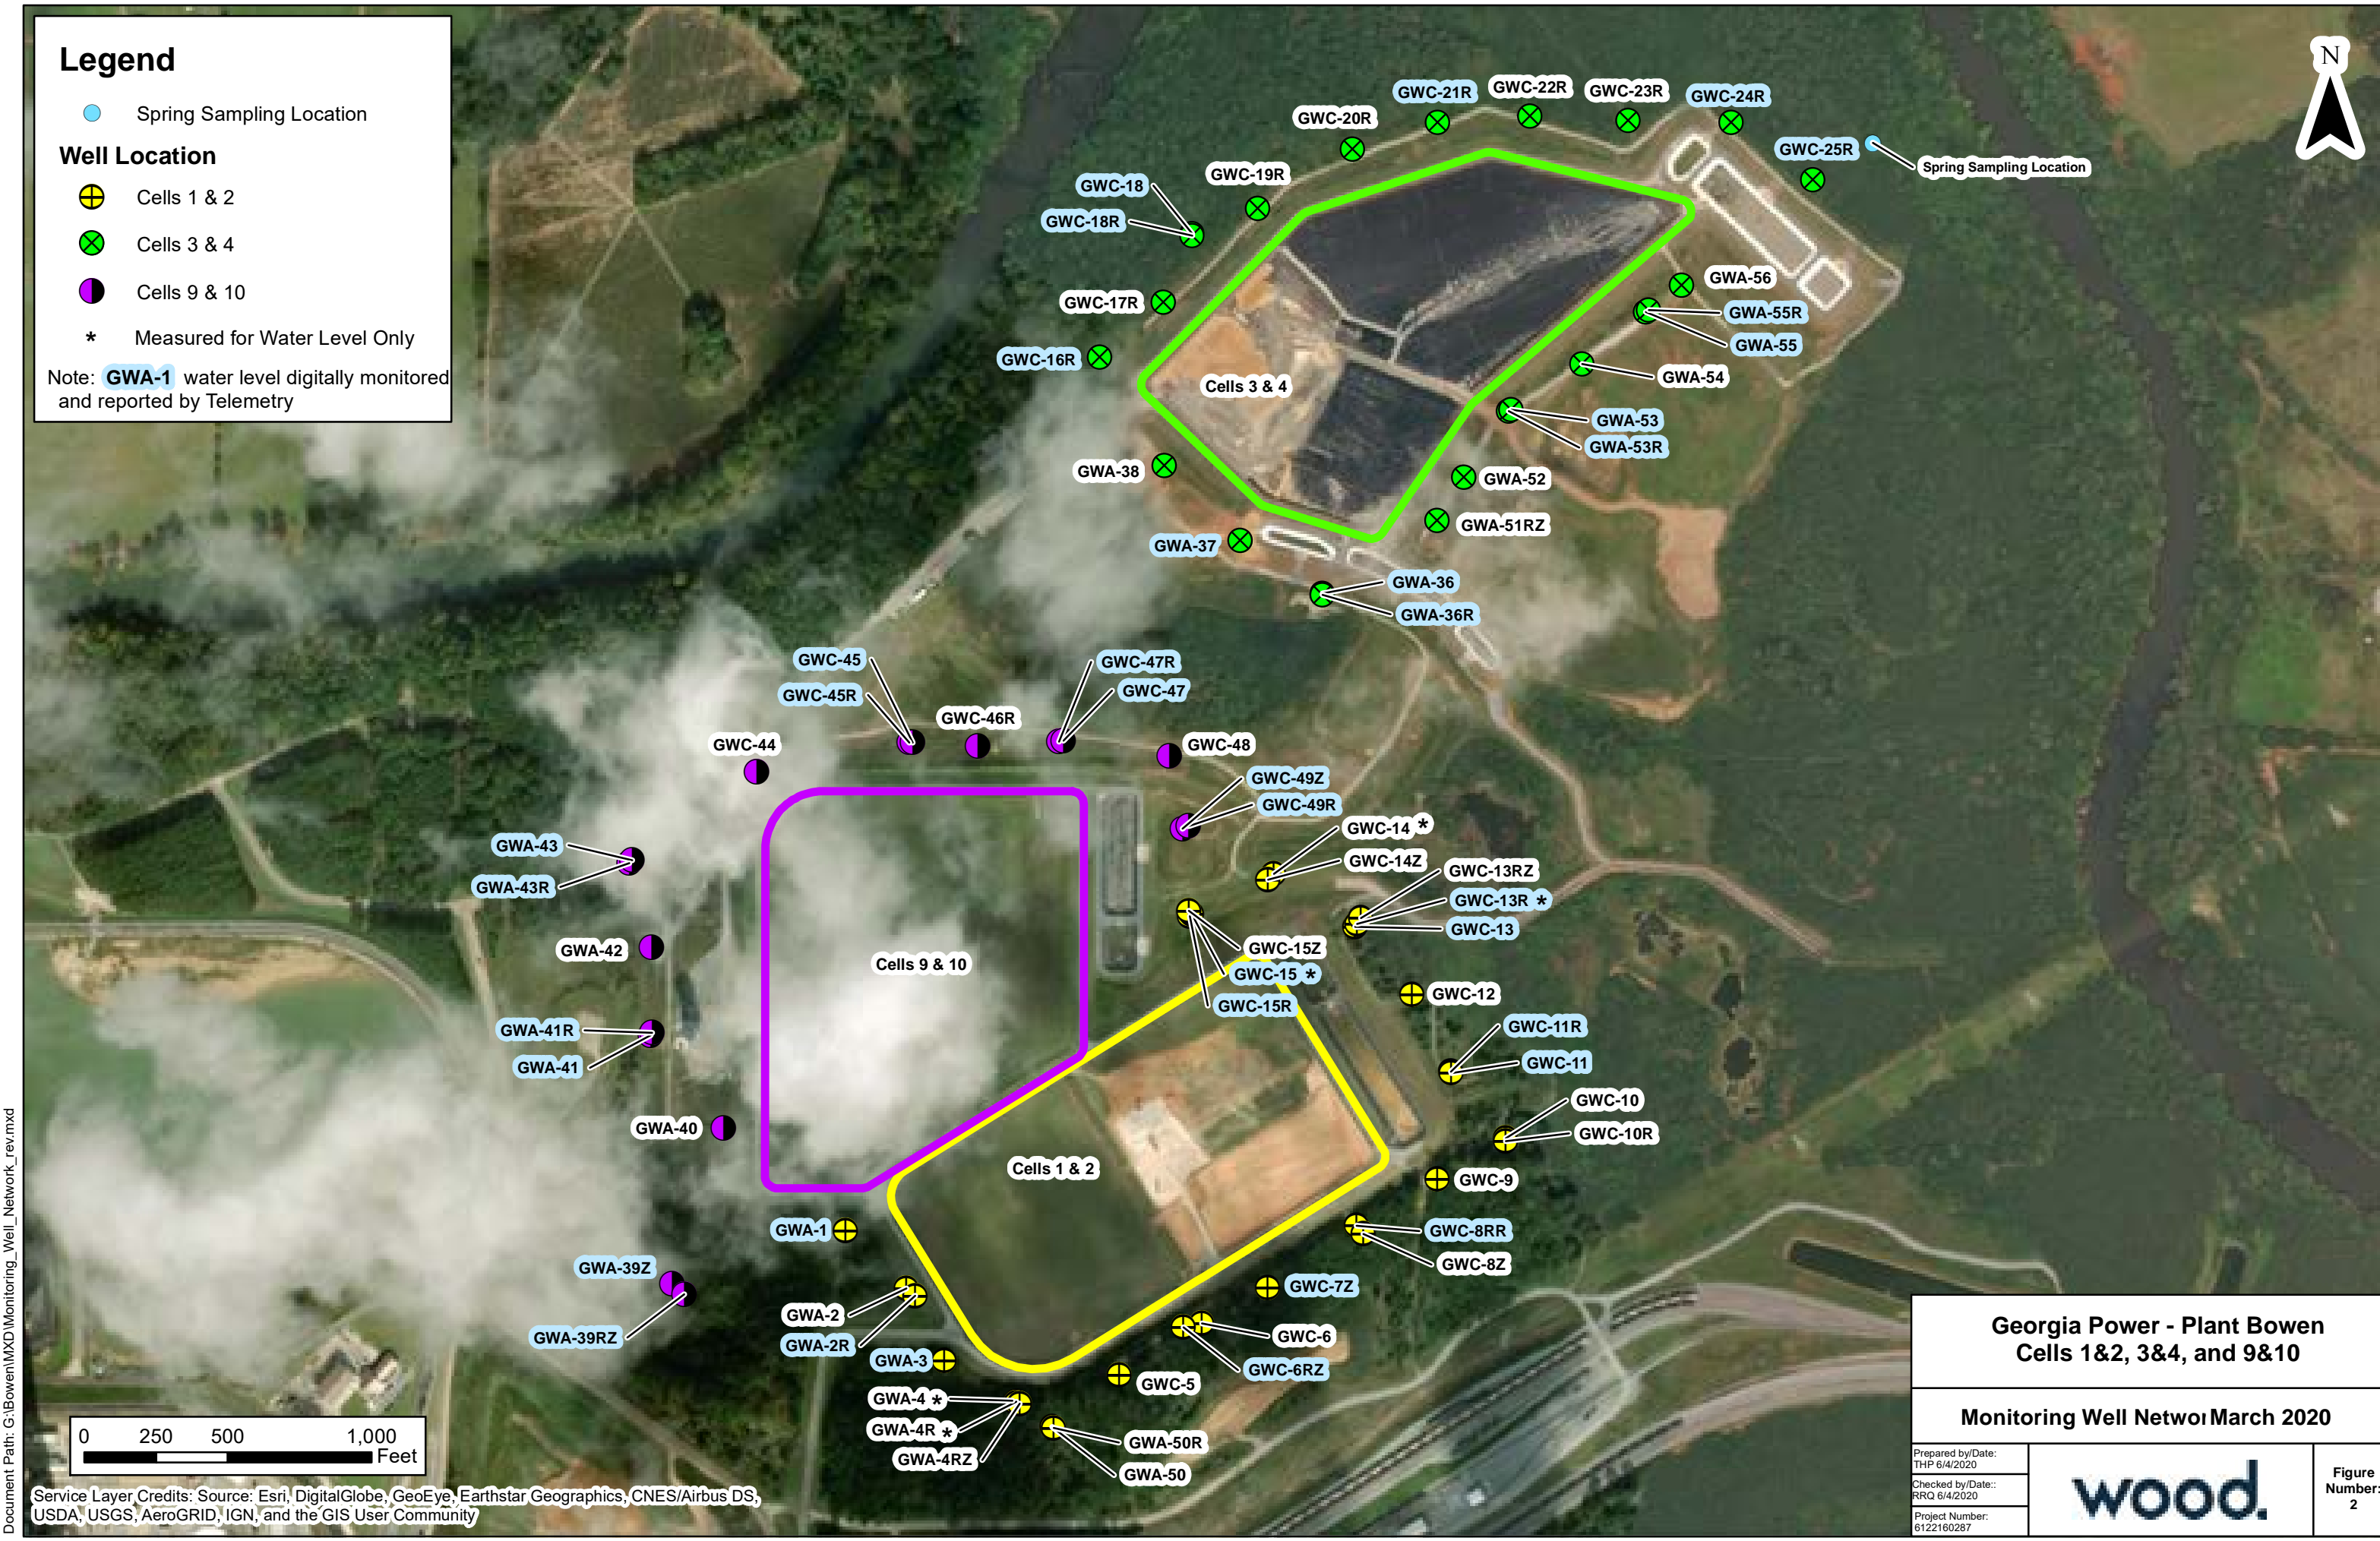 Legend
Spring Sampling Location
Well Location
Cells 1 & 2
Cells 3 & 4
Cells 9 & 10
* Measured for Water Level Only
Note: GWA-1 water level digitally monitored
and reported by Telemetry
N
GWC-21R
GWC-22R
GWC-23R
GWC-24R
GWC-20R
GWC-25R
Spring Sampling Location
GWC-19R
GWC-18
GWC-18R
GWA-56
GWC-17R
GWA-55R
GWA-55
GWC-16R
GWA-54
Cells 3 & 4
GWA-53
GWA-53R
GWA-38
GWA-52
GWA-51RZ
GWA-37
GWA-36
GWA-36R
GWC-45
GWC-47R
GWC-45R
GWC-47
GWC-46R
GWC-44
GWC-48
GWC-49Z
GWC-49R
GWC-14 *
GWA-43
GWC-14Z
GWC-13RZ
GWA-43R
GWC-13R *
GWC-13
GWA-42
GWC-15Z
Cells 9 & 10
GWC-15 *
GWC-12
GWC-15R
GWA-41R
GWC-11R
GWA-41
GWC-11
GWC-10
GWA-40
GWC-10R
Cells 1 & 2
GWC-9
GWA-1
GWC-8RR
GWA-39Z
GWC-8Z
GWC-7Z
GWA-2
GWA-39RZ
GWC-6
GWA-2R
GWA-3
GWC-6RZ
GWC-5
GWA-4 *
GWA-4R *
GWA-50R
GWA-4RZ
GWA-50
0 250 500 1,000
Feet
Service Layer Credits: Source: Esri, DigitalGlobe, GeoEye, Earthstar Geographics, CNES/Airbus DS,
USDA, USGS, AeroGRID, IGN, and the GIS User Community
Document Path: G:\Bowen\MXD\Monitoring_Well_Network_rev.mxd
Georgia Power - Plant Bowen
Cells 1&2, 3&4, and 9&10
Monitoring Well Networ March 2020
Prepared by/Date:
THP 6/4/2020
Checked by/Date::
RRQ 6/4/2020
Project Number:
6122160287
wood.
Figure
Number:
2